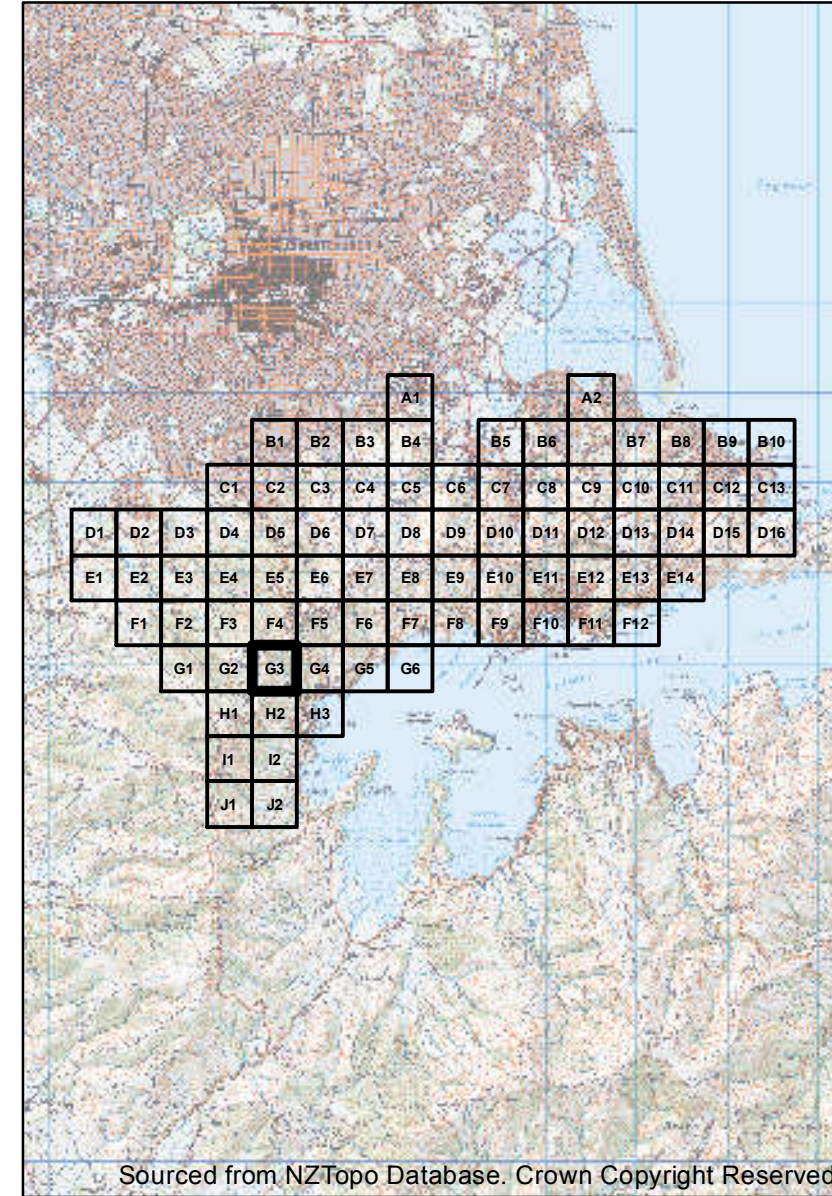 A1 A2
B1 B2 B3 B4 B5 B6 B7 B8 B9 B10
C1 C2 C3 C4 C5 C6 C7 C8 C9 C10 C11 C12 C13
D1 D2 D3 D4 D5 D6 D7 D8 D9 D10 D11 D12 D13 D14 D15 D16
E1 E2 E3 E4 E5 E6 E7 E8 E9 E10 E11 E12 E13 E14
F1 F2 F3 F4 F5 F6 F7 F8 F9 F10 F11 F12
G1 G2 G3 G4 G5 G6
H1 H2 H3
I1 I2
J1 J2
Sourced from NZTopo Database. Crown Copyright Reserved